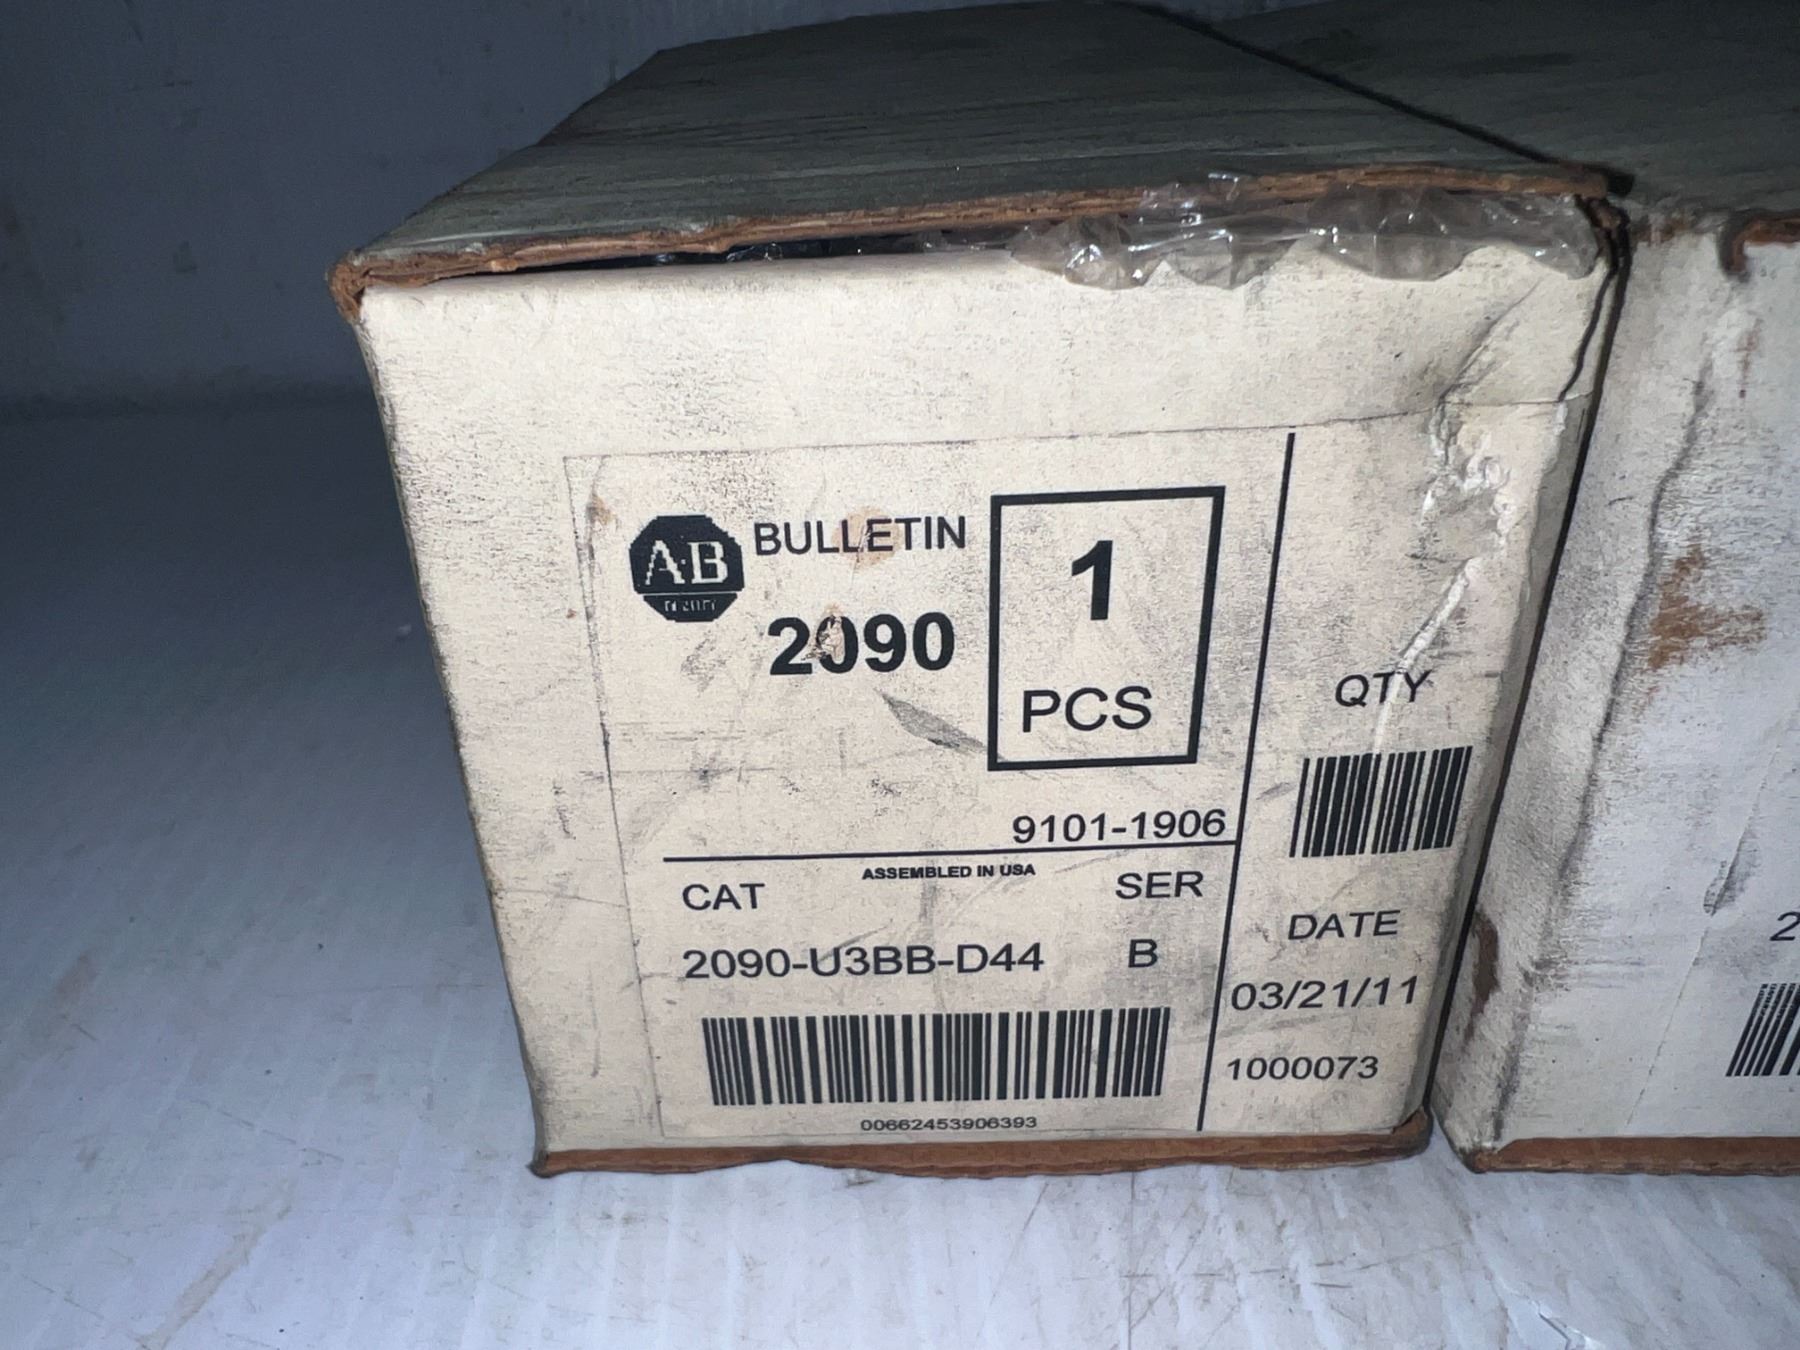 A·B
BULLETIN
2090
1
PCS
9101-1906
QTY
ASSEMBLED IN USA
CAT
SER
2090-U3BB-D44
B
DATE
03/21/11
1000073
00662453906393
2